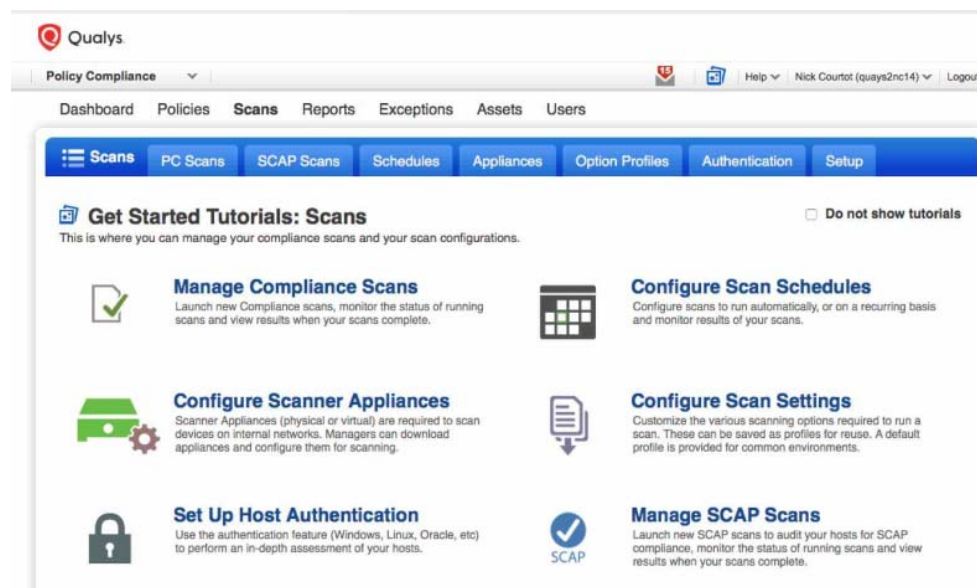 Qualys.
Policy Compliance
15
Help
Nick Courtot (quays2nc14)
Logout
Dashboard Policies Scans Reports Exceptions Assets Users
Scans PC Scans SCAP Scans Schedules Appliances Option Profiles Authentication Setup
Get Started Tutorials: Scans
Do not show tutorials
This is where you can manage your compliance scans and your scan configurations.
Manage Compliance Scans
Launch new Compliance scans, monitor the status of running
scans and view results when your scans complete.
Configure Scan Schedules
Configure scans to run automatically, or on a recurring basis
and monitor results of your scans.
Configure Scanner Appliances
Scanner Appliances (physical or virtual) are required to scan
devices on internal networks. Managers can download
appliances and configure them for scanning.
Configure Scan Settings
Customize the various scanning options required to run a
scan. These can be saved as profiles for reuse. A default
profile is provided for common environments.
Set Up Host Authentication
Use the authentication feature (Windows, Linux, Oracle, etc)
to perform an in-depth assessment of your hosts.
SCAP
Manage SCAP Scans
Launch new SCAP scans to audit your hosts for SCAP
compliance, monitor the status of running scans and view
results when your scans complete.